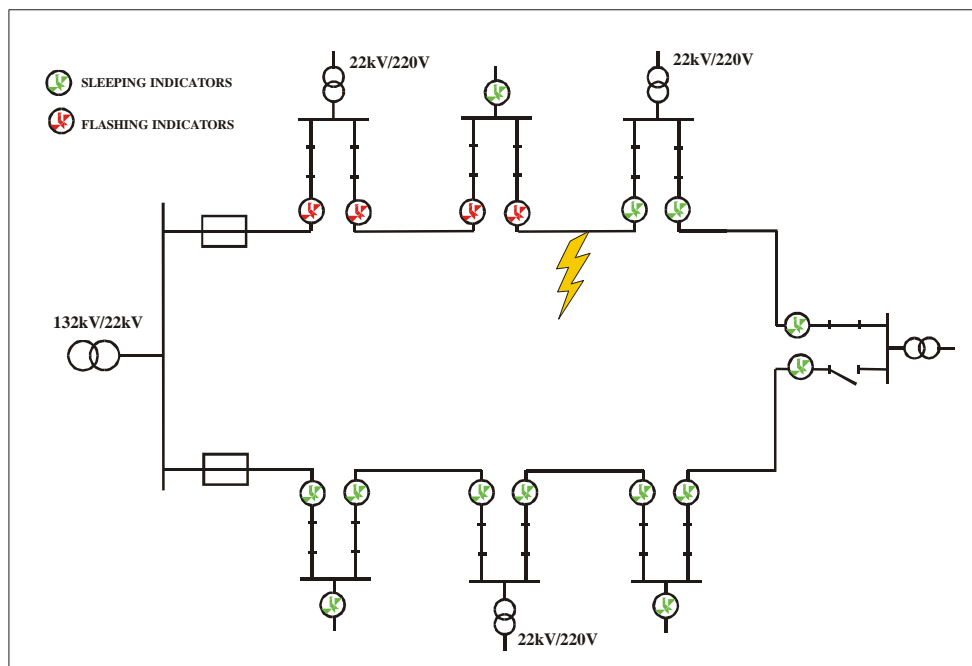 22kV/220V
22kV/220V
SLEEPING INDICATORS
FLASHING INDICATORS
132kV/22kV
22kV/220V